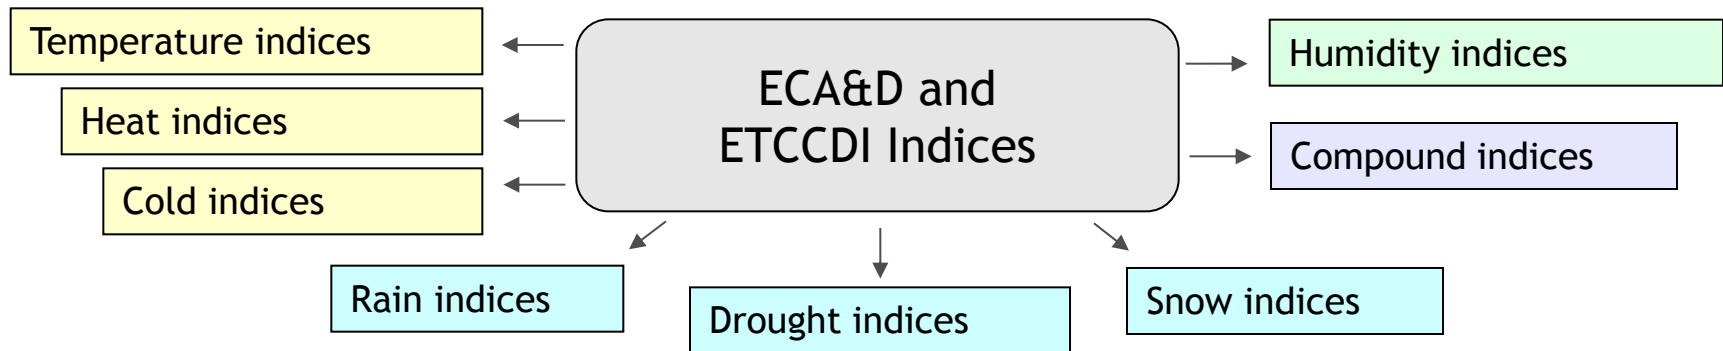 Temperature indices
Heat indices
Cold indices
ECA&D and
ETCCDI Indices
Humidity indices
Compound indices
Rain indices
Drought indices
Snow indices